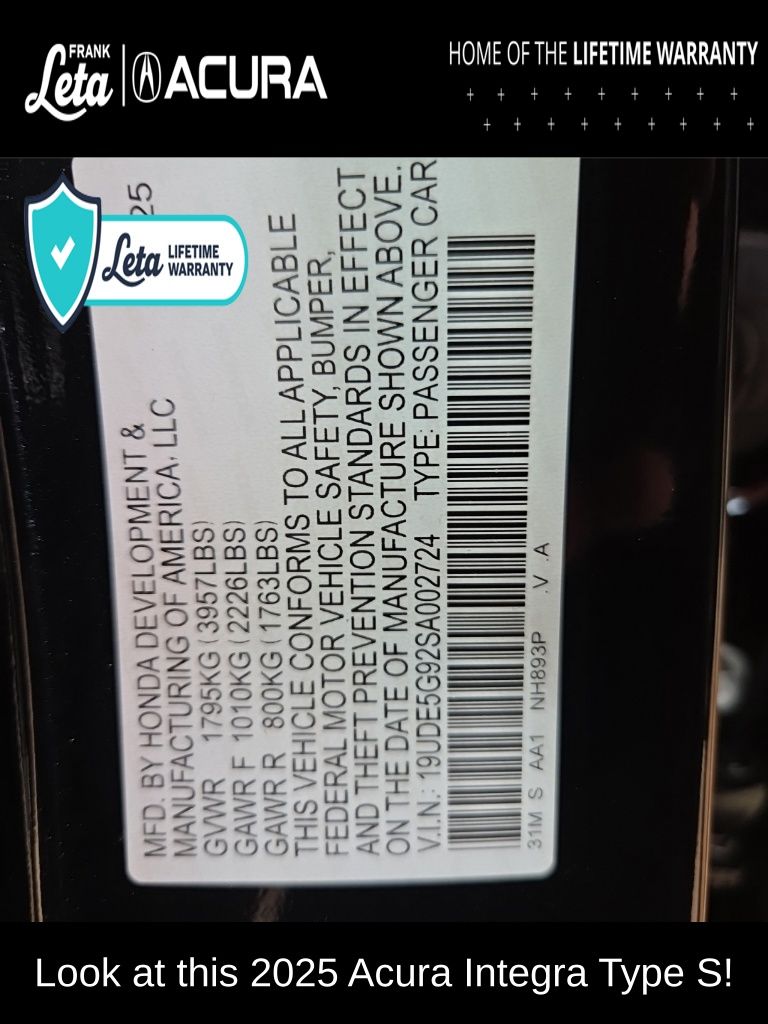 FRANK
Leta
ACURA
HOME OF THE LIFETIME WARRANTY
Leta LIFETIME
WARRANTY
25
MFD. BY HONDA DEVELOPMENT &
MANUFACTURING OF AMERICA, LLC
GVWR 1795KG (3957LBS)
GAWR F 1010KG (2226LBS)
GAWR R 800KG (1763LBS)
THIS VEHICLE CONFORMS TO ALL APPLICABLE
FEDERAL MOTOR VEHICLE SAFETY, BUMPER,
AND THEFT PREVENTION STANDARDS IN EFFECT
ON THE DATE OF MANUFACTURE SHOWN ABOVE.
V.I.N.: 19UDE5G92SA002724 TYPE: PASSENGER CAR
31M S AA1 NH893P .V .A
Look at this 2025 Acura Integra Type S!